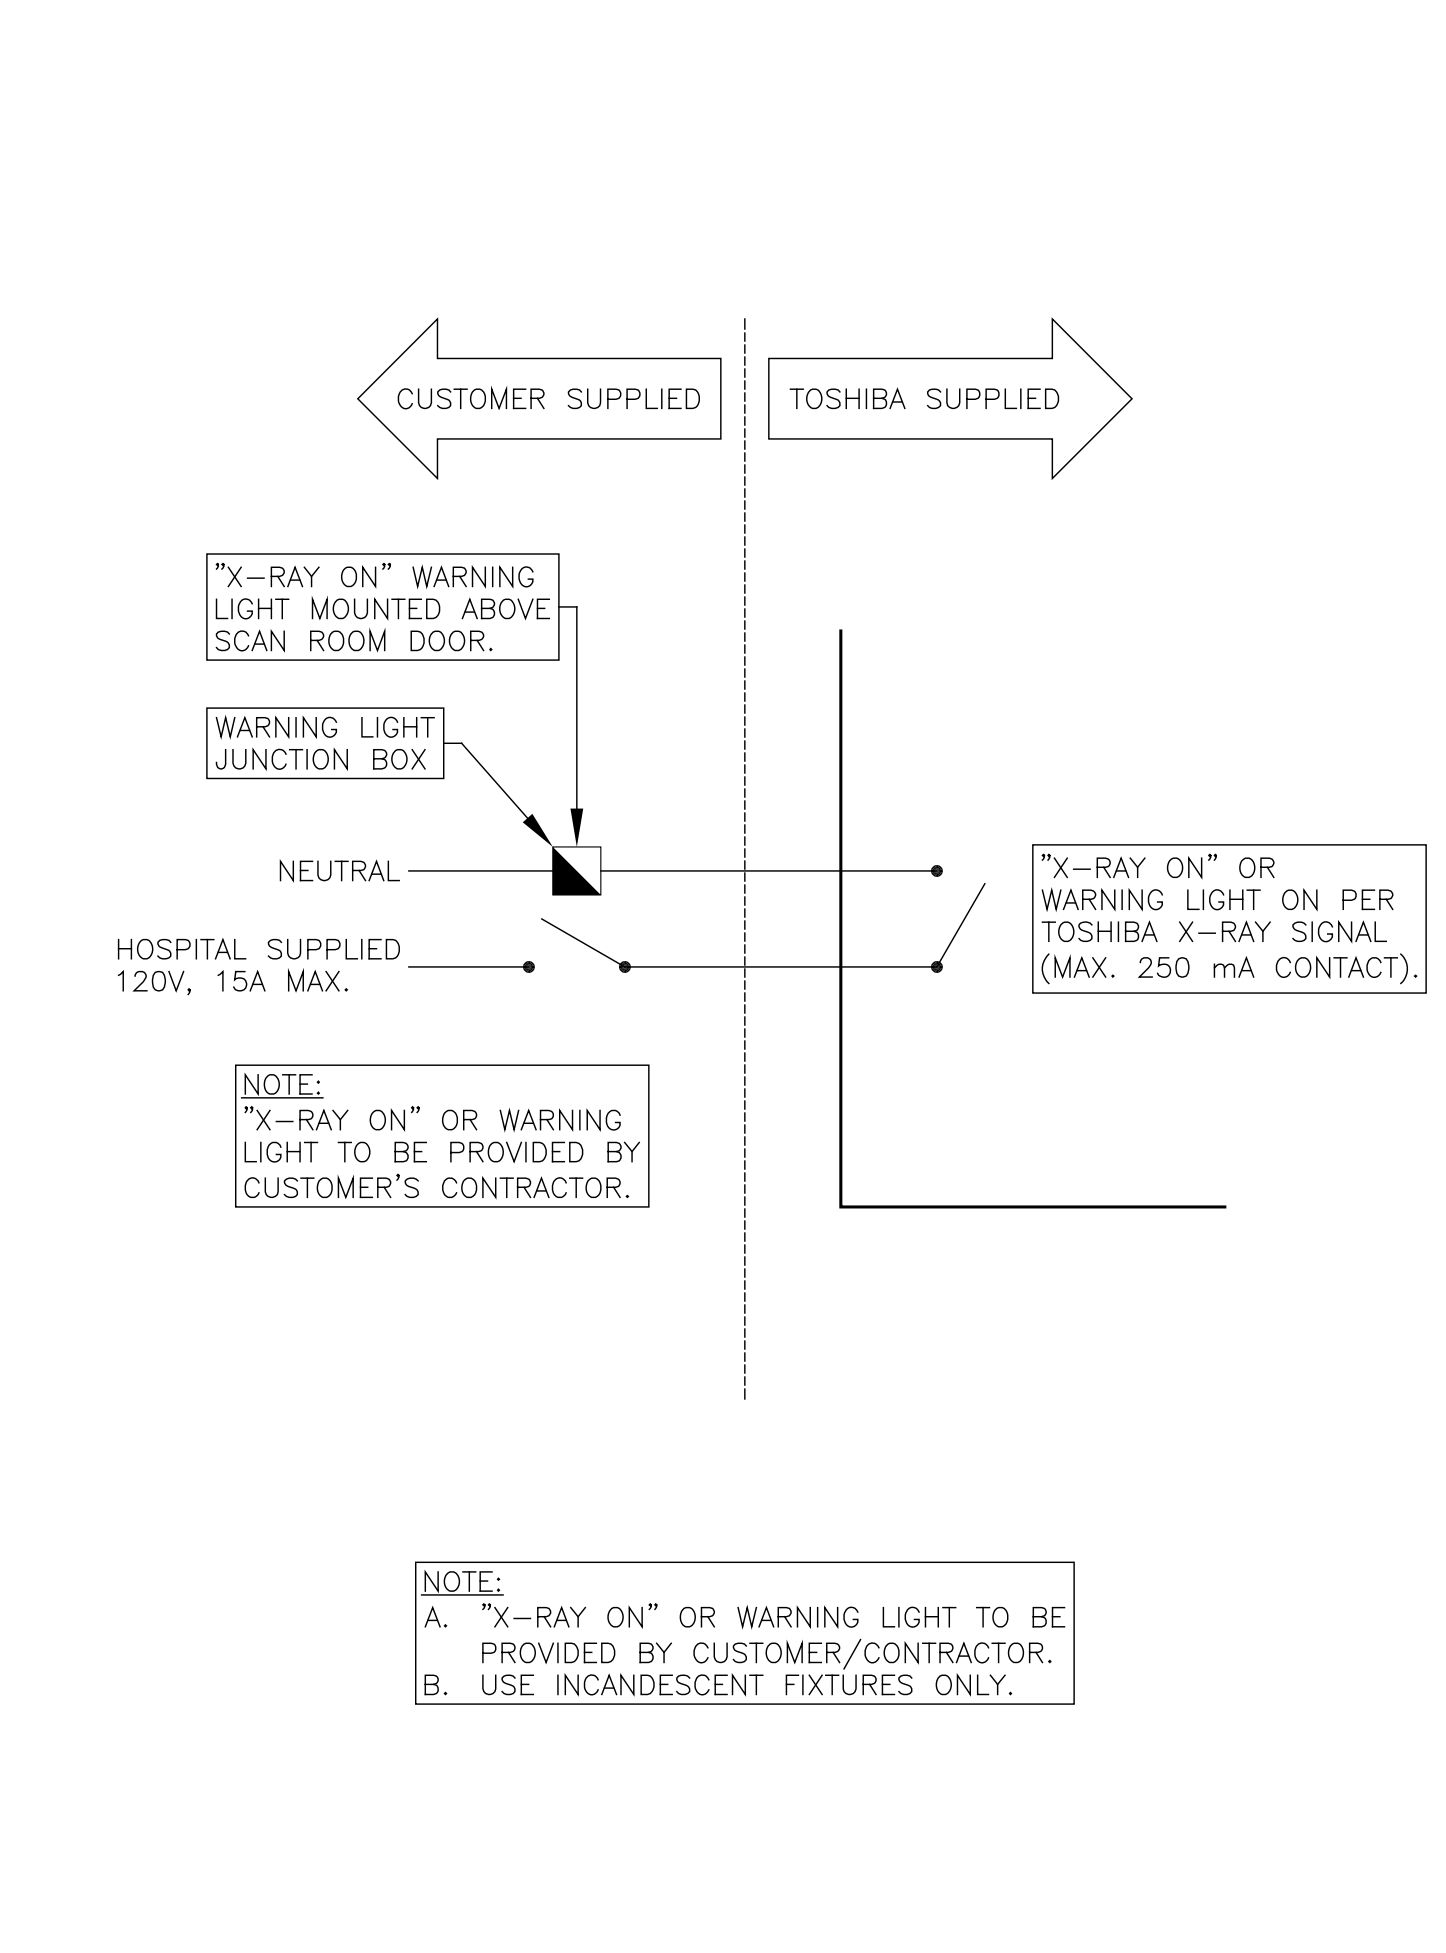 CUSTOMER SUPPLIED
TOSHIBA SUPPLIED
"X-RAY ON" WARNING
LIGHT MOUNTED ABOVE
SCAN ROOM DOOR.
WARNING LIGHT
JUNCTION BOX
NEUTRAL
HOSPITAL SUPPLIED
120V, 15A MAX.
"X-RAY ON" OR
WARNING LIGHT ON PER
TOSHIBA X-RAY SIGNAL
(MAX. 250 mA CONTACT).
NOTE:
"X-RAY ON" OR WARNING
LIGHT TO BE PROVIDED BY
CUSTOMER'S CONTRACTOR.
NOTE:
A. "X-RAY ON" OR WARNING LIGHT TO BE
PROVIDED BY CUSTOMER/CONTRACTOR.
B. USE INCANDESCENT FIXTURES ONLY.